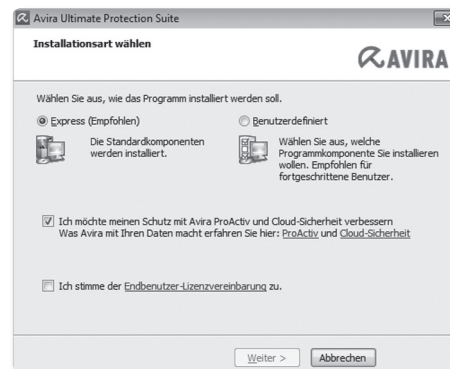 Avira Ultimate Protection Suite
Installationsart wählen
AVIRA
Wählen Sie aus, wie das Programm installiert werden soll.
Express (Empfohlen)
Die Standardkomponenten
werden installiert.
Benutzerdefiniert
Wählen Sie aus, welche
Programmkomponente Sie installieren
wollen. Empfohlen für
fortgeschrittene Benutzer.
Ich möchte meinen Schutz mit Avira ProActiv und Cloud-Sicherheit verbessern
Was Avira mit Ihren Daten macht erfahren Sie hier: ProActiv und Cloud-Sicherheit
Ich stimme der Endbenutzer-Lizenzvereinbarung zu.
Weiter >
Abbrechen